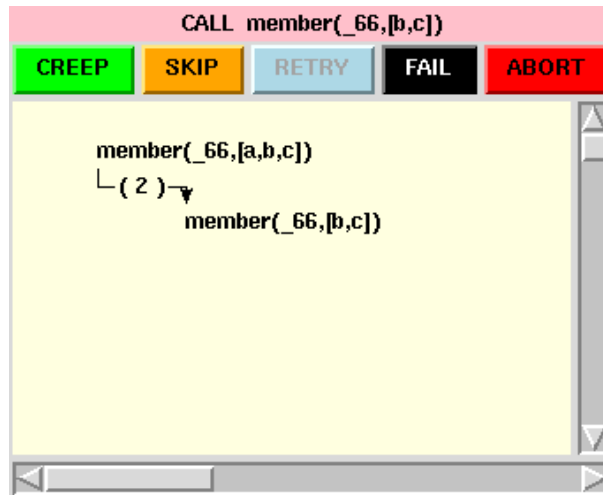 CALL member(_66,[b,c])
CREEP SKIP RETRY FAIL ABORT
member(_66,[a,b,c])
( 2 )
member(_66,[b,c])